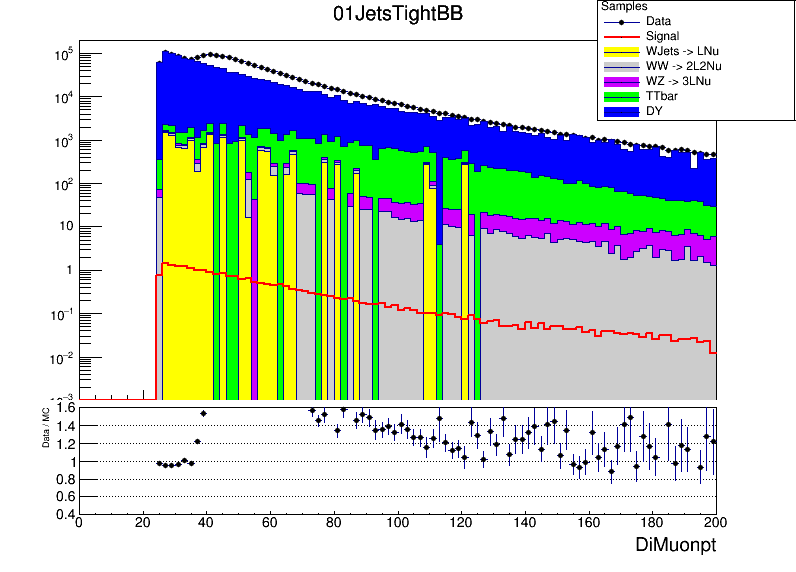 01JetsTightBB
Samples
Data
Signal
WJets -> LNu
WW -> 2L2Nu
WZ -> 3LNu
TTbar
DY
10^5
10^4
10^3
10^2
10
1
10^-1
10^-2
10^-3
Data / MC
1.6
1.4
1.2
1
0.8
0.6
0.4
0 20 40 60 80 100 120 140 160 180 200
DiMuonpt